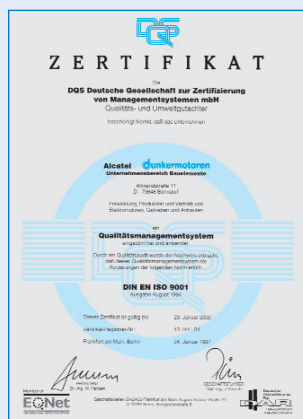 DQS
ZERTIFIKAT
Die
DQS Deutsche Gesellschaft zur Zertifizierung
von Managementsystemen mbH
Qualitäts- und Umweltgutachter
bescheinigt hiermit, daß das Unternehmen
Alcatel dunkermotoren
Unternehmensbereich Bauelemente
Allmendstraße 11
D - 79848 Bonndorf
Entwicklung, Produktion und Vertrieb von
Elektromotoren, Getrieben und Anbauten
ein
Qualitätsmanagementsystem
eingeführt hat und anwendet
Durch ein Qualitätsaudit wurde der Nachweis erbracht,
daß dieses Qualitätsmanagementsystem die
Forderungen der folgenden Norm erfüllt:
DIN EN ISO 9001
Ausgabe August 1994
Dieses Zertifikat ist gültig bis
Zertifikat-Registrier-Nr.:
Frankfurt am Main, Berlin 24. Januar 1997
Member of
EQNet
GESCHÄFTSFÜHRER
DAR